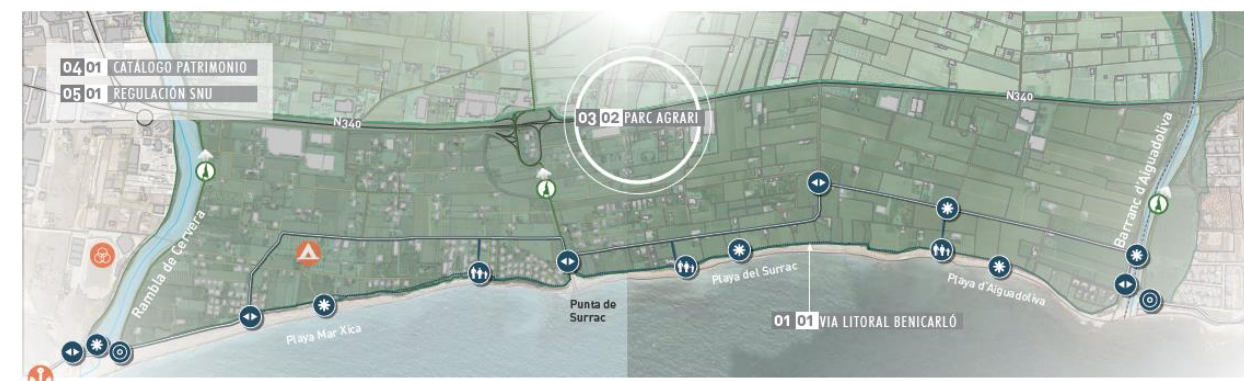 04 01 CATÁLOGO PATRIMONIO
05 01 REGULACIÓN SNU
N340
03 02 PARC AGRARI
N340
Rambla de Cervera
Barranc d'Aiguadoliva
Playa Mar Xica
Punta de
Surrac
Playa del Surrac
Playa d'Aiguadoliva
01 01 VIA LITORAL BENICARLÓ